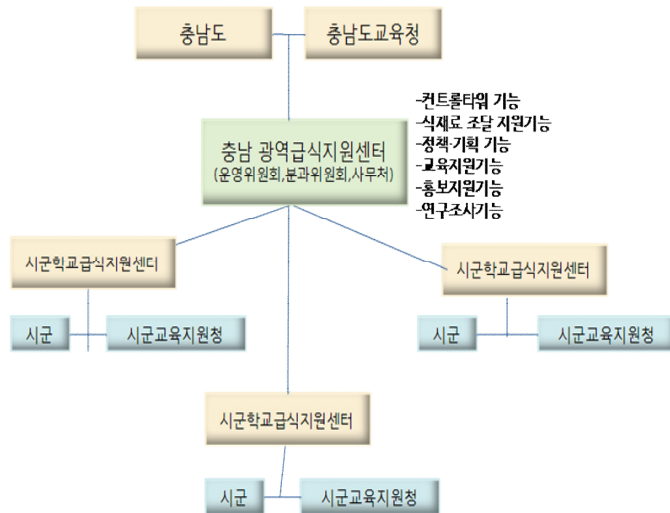 충남도
충남도교육청
충남 광역급식지원센터
(운영위원회,분과위원회,사무처)
-컨트롤타워 기능
-식재료 조달 지원기능
-정책·기획 기능
-교육지원기능
-홍보지원기능
-연구조사기능
시군학교급식지원센디
시군학교급식지원센터
시군
시군교육지원청
시군
시군교육지원청
시군학교급식지원센터
시군
시군교육지원청